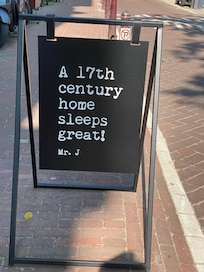 A 17th
century
home
sleeps
great!
Mr. J